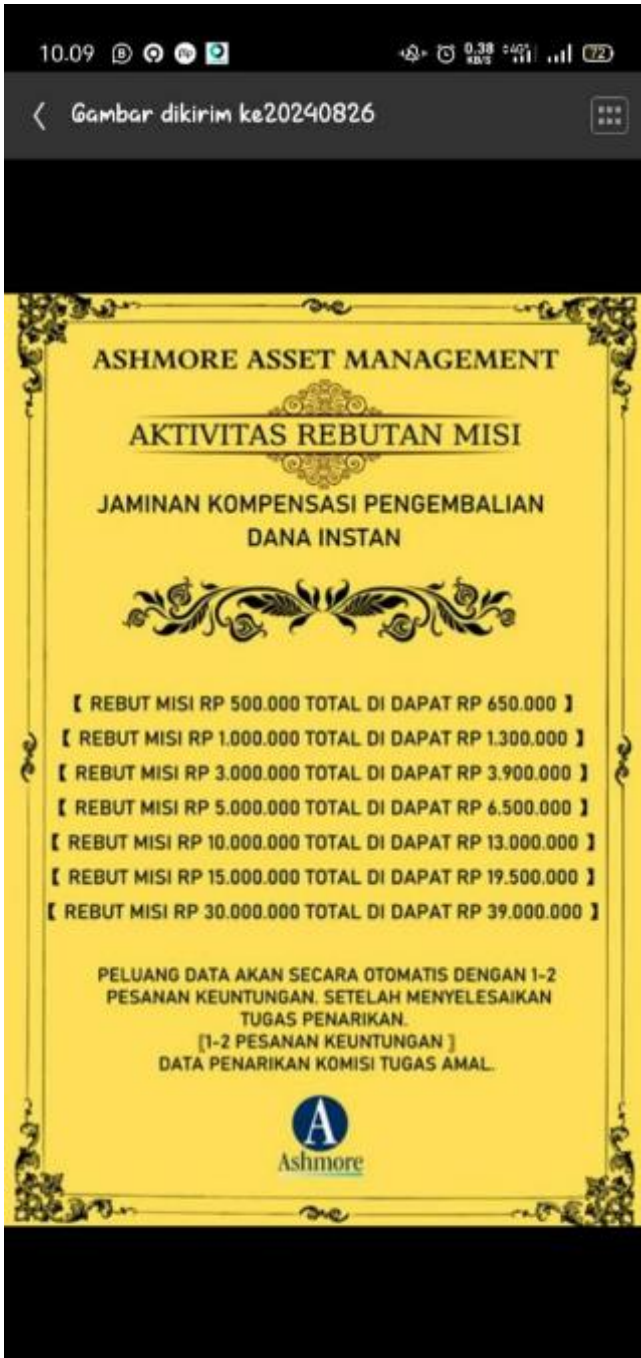 10.09
0.38
KB/S
4G
72
Gambar dikirim ke20240826
ASHMORE ASSET MANAGEMENT
AKTIVITAS REBUTAN MISI
JAMINAN KOMPENSASI PENGEMBALIAN
DANA INSTAN
【 REBUT MISI RP 500.000 TOTAL DI DAPAT RP 650.000 】
【 REBUT MISI RP 1.000.000 TOTAL DI DAPAT RP 1.300.000 】
【 REBUT MISI RP 3.000.000 TOTAL DI DAPAT RP 3.900.000 】
【 REBUT MISI RP 5.000.000 TOTAL DI DAPAT RP 6.500.000 】
【 REBUT MISI RP 10.000.000 TOTAL DI DAPAT RP 13.000.000 】
【 REBUT MISI RP 15.000.000 TOTAL DI DAPAT RP 19.500.000 】
【 REBUT MISI RP 30.000.000 TOTAL DI DAPAT RP 39.000.000 】
PELUANG DATA AKAN SECARA OTOMATIS DENGAN 1-2
PESANAN KEUNTUNGAN. SETELAH MENYELESAIKAN
TUGAS PENARIKAN.
[1-2 PESANAN KEUNTUNGAN ]
DATA PENARIKAN KOMISI TUGAS AMAL.
A
Ashmore